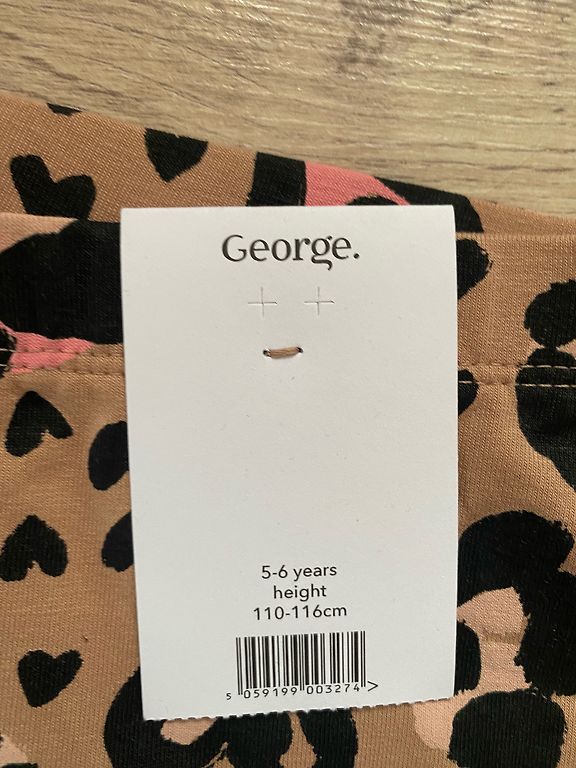 George.
5-6 years
height
110-116cm
5 059199 003274 >